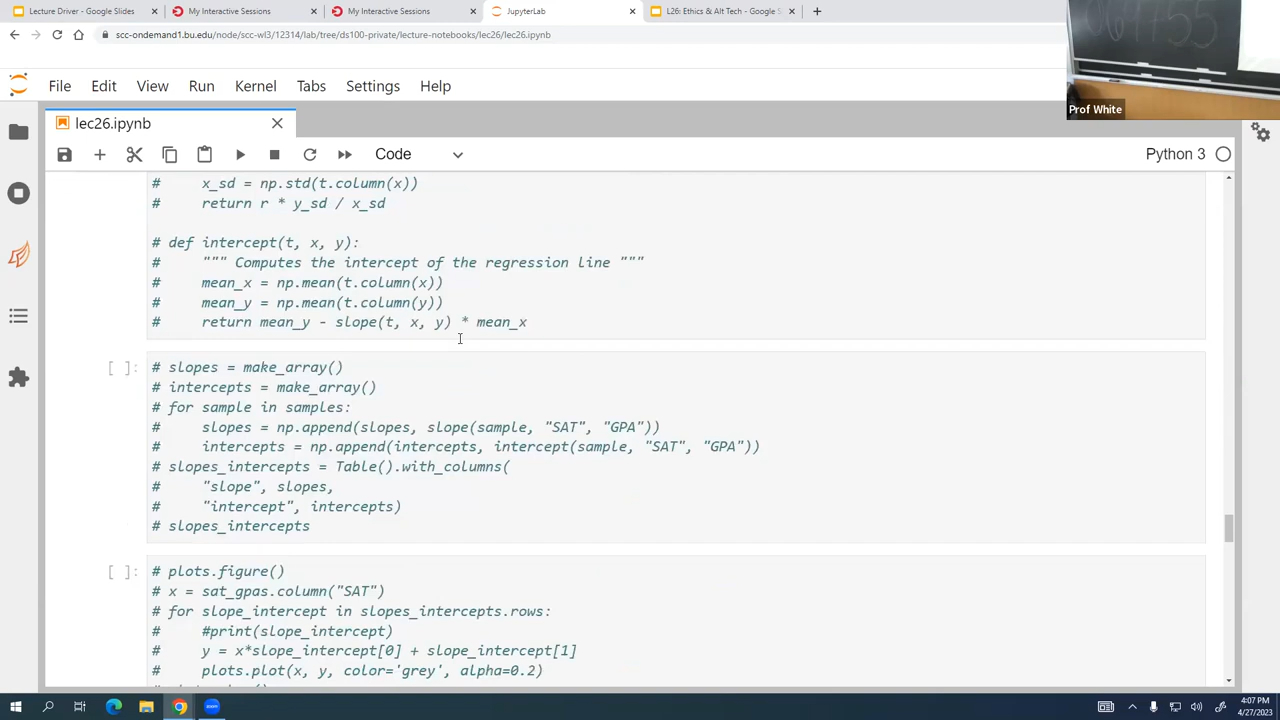 Lecture Driver - Google Slides
My Interactive Sessions
My Interactive Sessions
JupyterLab
L26: Ethics & Alt Tech - Google S
scc-ondemand1.bu.edu/node/scc-wl3/12314/lab/tree/ds100-private/lecture-notebooks/lec26/lec26.ipynb
Prof White
File Edit View Run Kernel Tabs Settings Help
lec26.ipynb
Code
Python 3
# x_sd = np.std(t.column(x))
# return r * y_sd / x_sd
# def intercept(t, x, y):
# """ Computes the intercept of the regression line """
# mean_x = np.mean(t.column(x))
# mean_y = np.mean(t.column(y))
# return mean_y - slope(t, x, y) * mean_x
[ ]: # slopes = make_array()
# intercepts = make_array()
# for sample in samples:
# slopes = np.append(slopes, slope(sample, "SAT", "GPA"))
# intercepts = np.append(intercepts, intercept(sample, "SAT", "GPA"))
# slopes_intercepts = Table().with_columns(
# "slope", slopes,
# "intercept", intercepts)
# slopes_intercepts
[ ]: # plots.figure()
# x = sat_gpas.column("SAT")
# for slope_intercept in slopes_intercepts.rows:
# #print(slope_intercept)
# y = x*slope_intercept[0] + slope_intercept[1]
# plots.plot(x, y, color='grey', alpha=0.2)
4:07 PM
4/27/2023